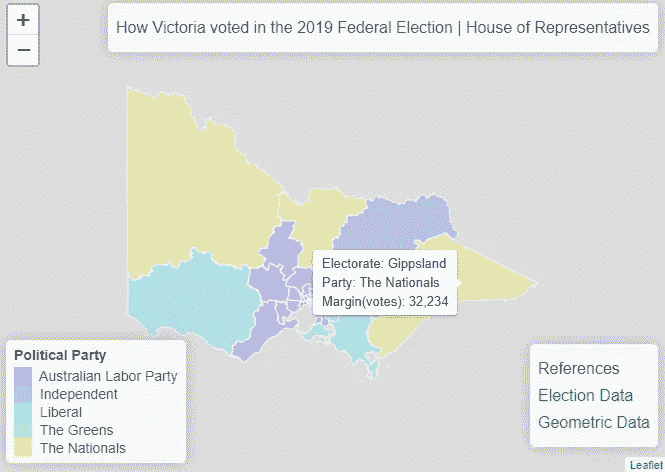 +
−
How Victoria voted in the 2019 Federal Election | House of Representatives
Electorate: Gippsland
Party: The Nationals
Margin(votes): 32,234
Political Party
Australian Labor Party
Independent
Liberal
The Greens
The Nationals
References
Election Data
Geometric Data
Leaflet